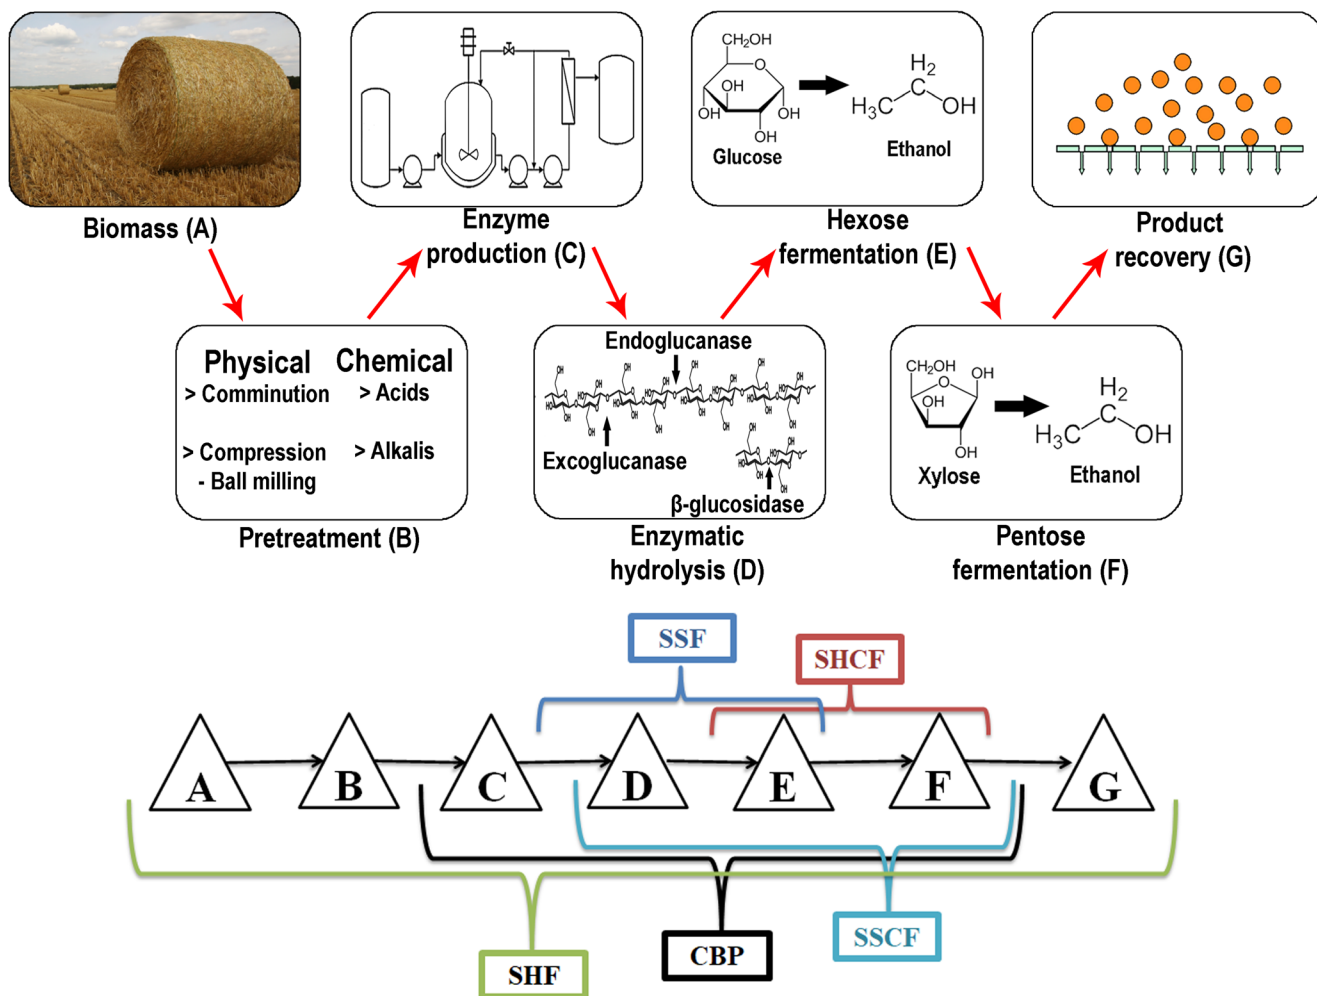 CH₂OH
O
OH
OH
OH
OH
OH
Glucose
H₂
C
H₃C
OH
Ethanol
Biomass (A)
Enzyme
production (C)
Hexose
fermentation (E)
Product
recovery (G)
Physical
Chemical
> Comminution
> Acids
> Compression
> Alkalis
- Ball milling
Pretreatment (B)
Endoglucanase
Excoglucanase
β-glucosidase
Enzymatic
hydrolysis (D)
CH₂OH
O
OH
OH
OH
OH
Xylose
H₂
C
H₃C
OH
Ethanol
Pentose
fermentation (F)
SSF
SHCF
A
B
C
D
E
F
G
SHF
CBP
SSCF